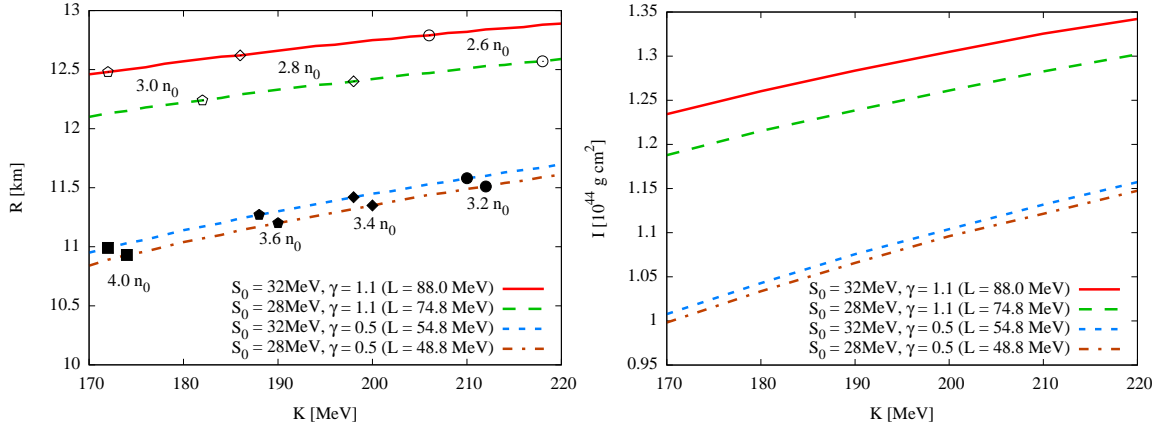 13
12.5
12
11.5
11
10.5
10
R [km]
2.6 n0
2.8 n0
3.0 n0
3.2 n0
3.4 n0
3.6 n0
4.0 n0
S0 = 32MeV, γ = 1.1 (L = 88.0 MeV)
S0 = 28MeV, γ = 1.1 (L = 74.8 MeV)
S0 = 32MeV, γ = 0.5 (L = 54.8 MeV)
S0 = 28MeV, γ = 0.5 (L = 48.8 MeV)
170 180 190 200 210 220
K [MeV]
1.35
1.3
1.25
1.2
1.15
1.1
1.05
1
0.95
I [10^44 g cm^2]
S0 = 32MeV, γ = 1.1 (L = 88.0 MeV)
S0 = 28MeV, γ = 1.1 (L = 74.8 MeV)
S0 = 32MeV, γ = 0.5 (L = 54.8 MeV)
S0 = 28MeV, γ = 0.5 (L = 48.8 MeV)
170 180 190 200 210 220
K [MeV]